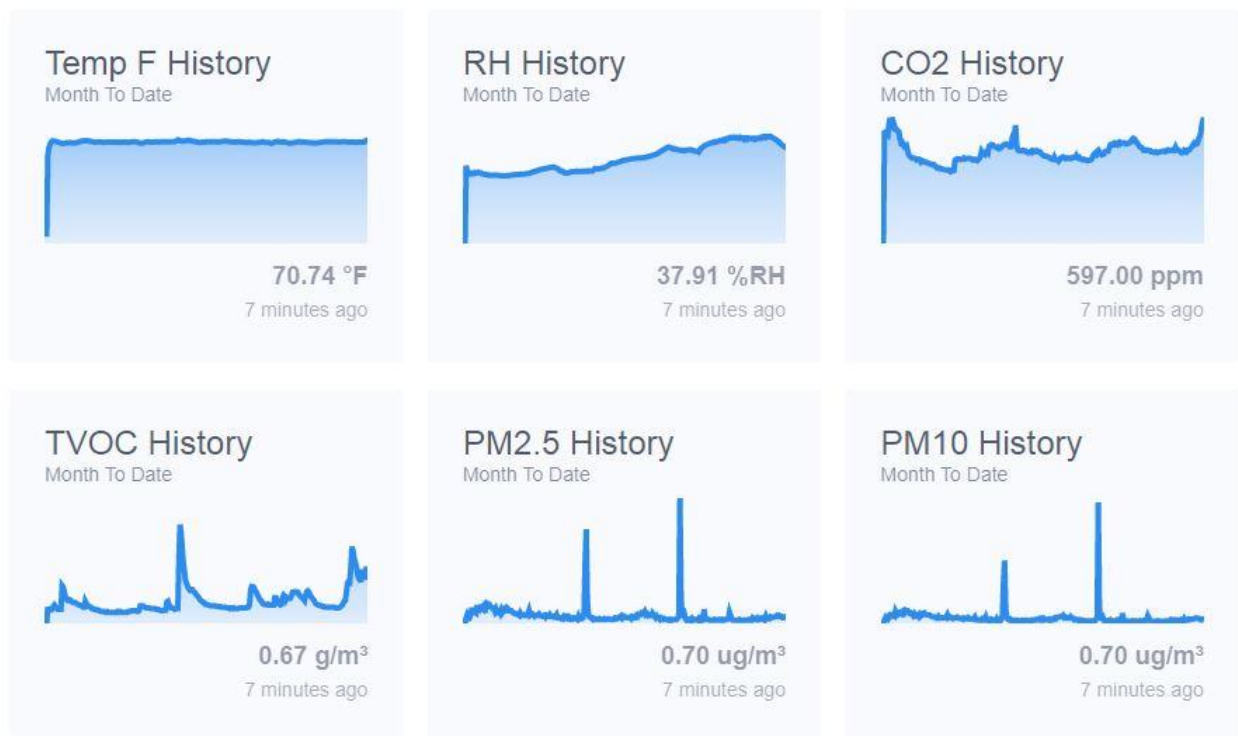 Temp F History
Month To Date
70.74 °F
7 minutes ago
RH History
Month To Date
37.91 %RH
7 minutes ago
CO2 History
Month To Date
597.00 ppm
7 minutes ago
TVOC History
Month To Date
0.67 g/m³
7 minutes ago
PM2.5 History
Month To Date
0.70 ug/m³
7 minutes ago
PM10 History
Month To Date
0.70 ug/m³
7 minutes ago